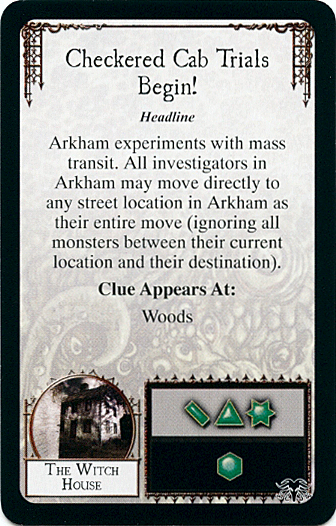 Checkered Cab Trials
Begin!
Headline
Arkham experiments with mass
transit. All investigators in
Arkham may move directly to
any street location in Arkham as
their entire move (ignoring all
monsters between their current
location and their destination).
Clue Appears At:
Woods
The Witch
House